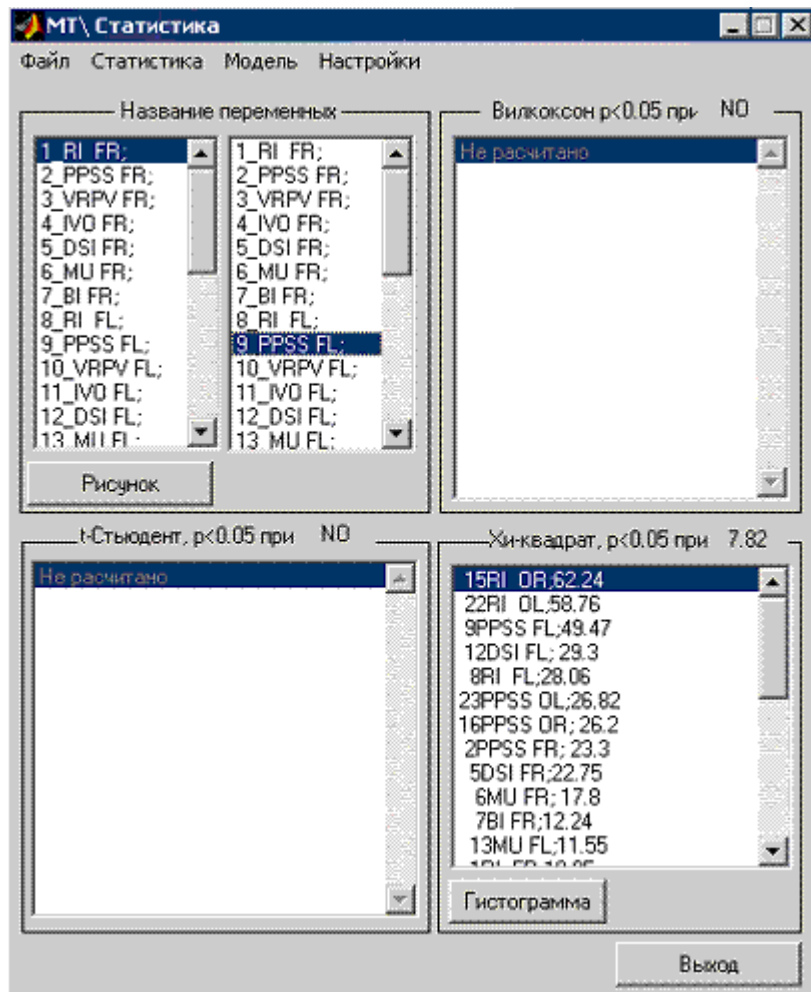 МТ\ Статистика
Файл Статистика Модель Настройки
Название переменных
1_RI FR;
2_PPSS FR;
3_VRPV FR;
4_IVO FR;
5_DSI FR;
6_MU FR;
7_BI FR;
8_RI FL;
9_PPSS FL;
10_VRPV FL;
11_IVO FL;
12_DSI FL;
13_MU FL;
1_RI FR;
2_PPSS FR;
3_VRPV FR;
4_IVO FR;
5_DSI FR;
6_MU FR;
7_BI FR;
8_RI FL;
9_PPSS FL;
10_VRPV FL;
11_IVO FL;
12_DSI FL;
13_MU FL;
Рисунок
Вилкоксон p<0.05 при NO
Не расчитано
t-Стьюдент, p<0.05 при NO
Не расчитано
Хи-квадрат, p<0.05 при 7.82
15RI OR;62.24
22RI OL;58.76
9PPSS FL;49.47
12DSI FL; 29.3
8RI FL;28.06
23PPSS OL;26.82
16PPSS OR; 26.2
2PPSS FR; 23.3
5DSI FR;22.75
6MU FR; 17.8
7BI FR;12.24
13MU FL;11.55
Гистограмма
Выход